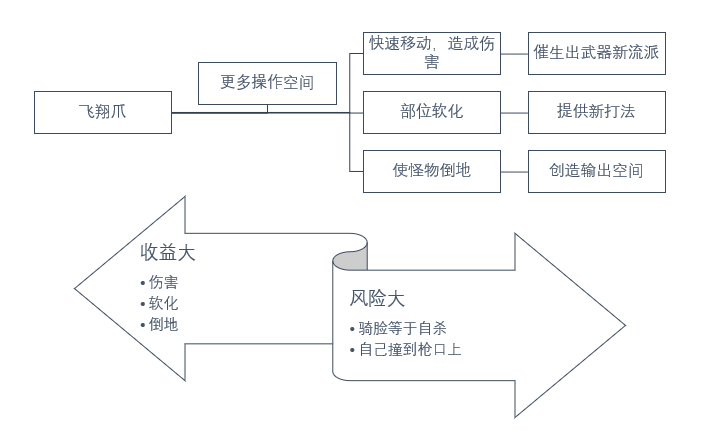 飞翔爪
更多操作空间
快速移动，造成伤
害
催生出武器新流派
部位软化
提供新打法
使怪物倒地
创造输出空间
收益大
•伤害
•软化
•倒地
风险大
•骑脸等于自杀
•自己撞到枪口上